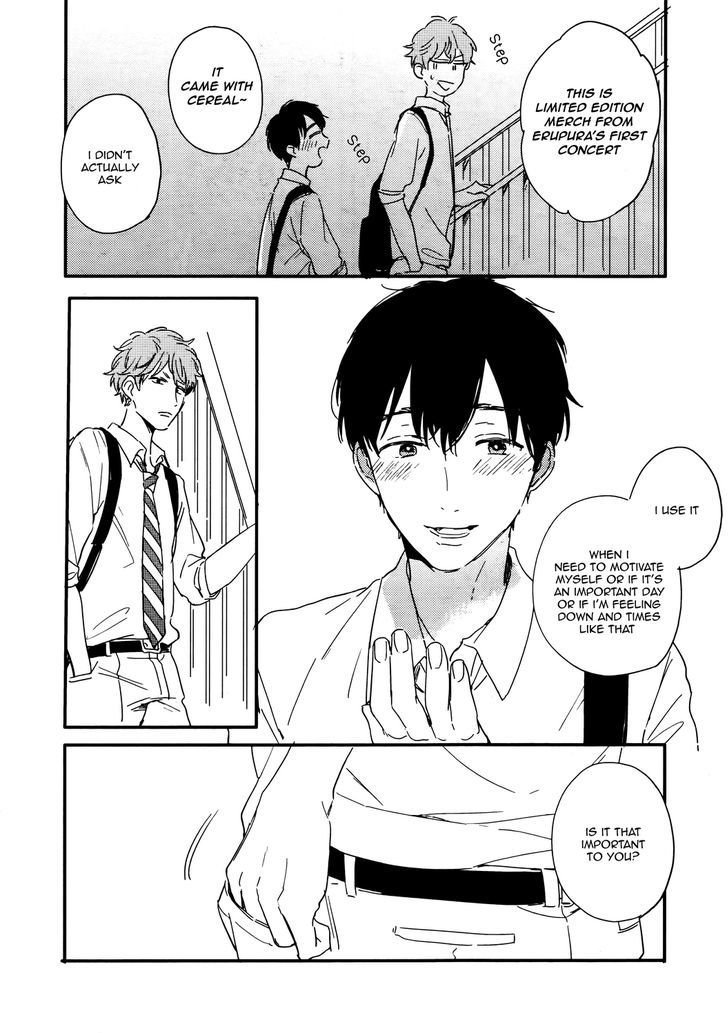 THIS IS
LIMITED EDITION
MERCH FROM
ERUPURA'S FIRST
CONCERT
Step
IT
CAME WITH
CEREAL~
Step
I DIDN'T
ACTUALLY
ASK
I USE IT
WHEN I
NEED TO MOTIVATE
MYSELF OR IF IT'S
AN IMPORTANT DAY
OR IF I'M FEELING
DOWN AND TIMES
LIKE THAT
IS IT THAT
IMPORTANT
TO YOU?